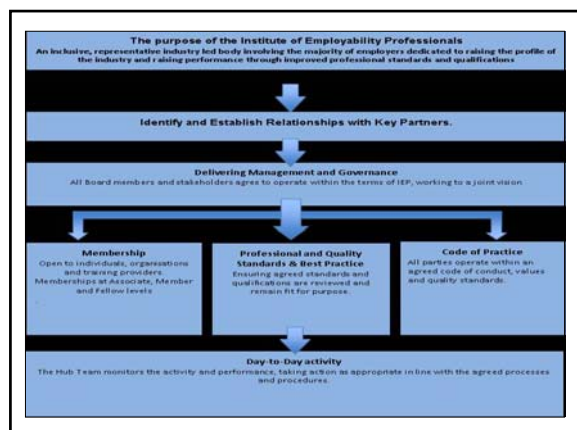 The purpose of the Institute of Employability Professionals
An inclusive, representative industry led body involving the majority of employers dedicated to raising the profile of
the industry and raising performance through improved professional standards and qualifications
Identify and Establish Relationships with Key Partners.
Delivering Management and Governance
All Board members and stakeholders agree to operate within the terms of IEP, working to a joint vision
Membership
Open to individuals, organisations
and training providers.
Memberships at Associate, Member
and Fellow levels
Professional and Quality
Standards & Best Practice
Ensuring agreed standards and
qualifications are reviewed and
remain fit for purpose.
Code of Practice
All parties operate within an
agreed code of conduct, values
and quality standards.
Day-to-Day activity
The Hub Team monitors the activity and performance, taking action as appropriate in line with the agreed processes
and procedures.